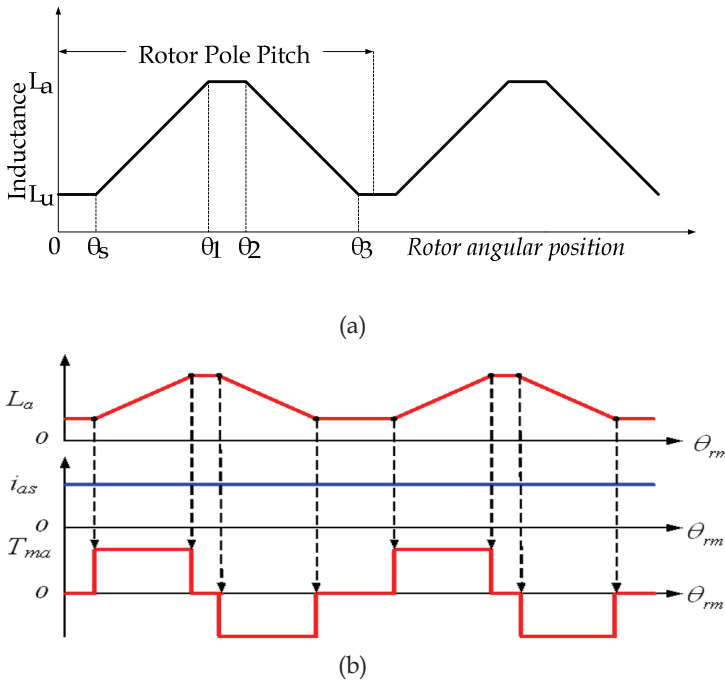 Rotor Pole Pitch
La
Inductance
Lu
0 θs θ1 θ2 θ3 Rotor angular position
(a)
La
o
θrm
ias
o
θrm
Tma
o
θrm
(b)